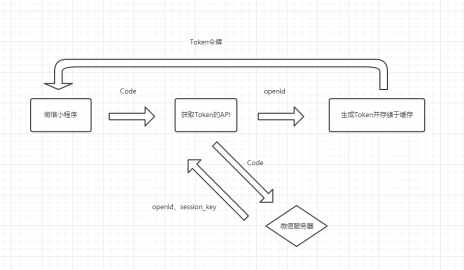 Token令牌
Code
openid
微信小程序
获取Token的API
生成Token并存储于缓存
Code
openid、session_key
微信服务器